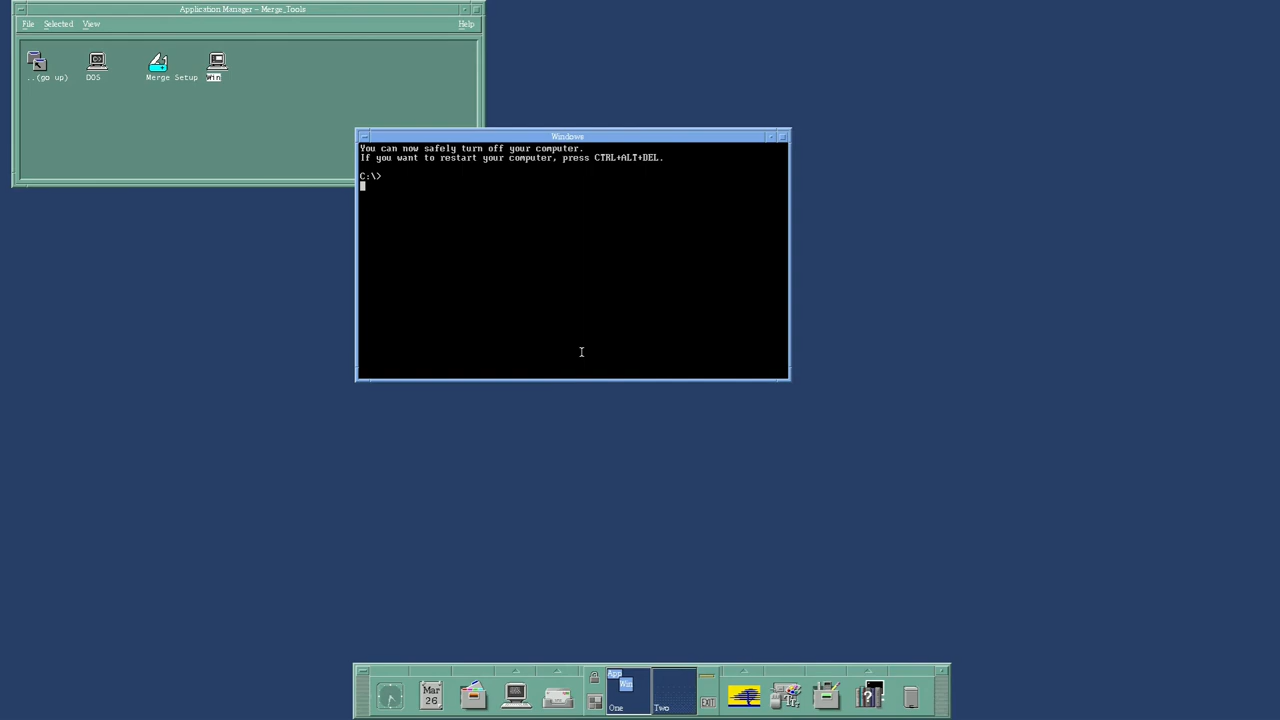 Application Manager - Merge_Tools
File Selected View Help
..(go up) DOS Merge Setup win
Windows
You can now safely turn off your computer.
If you want to restart your computer, press CTRL+ALT+DEL.
C:\>
Mar
26
App
Win
One
Two
EXIT